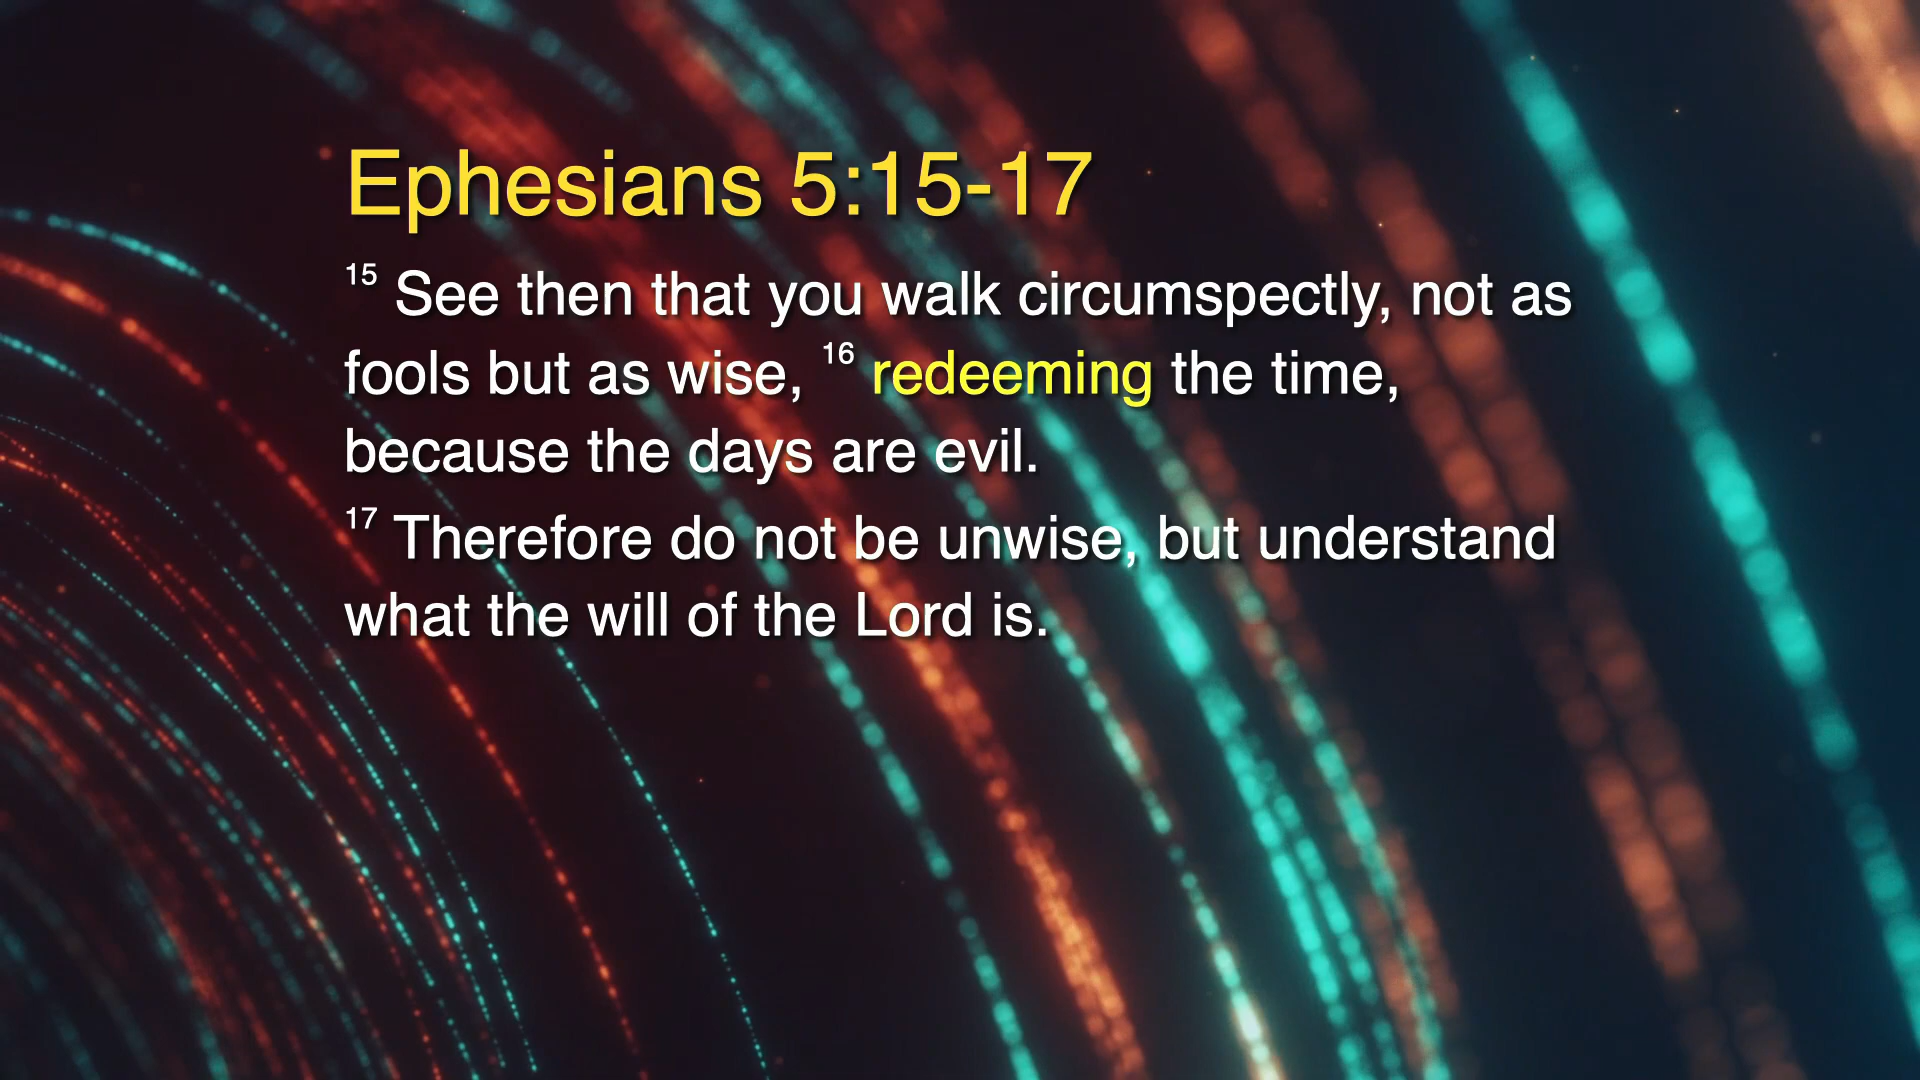 Ephesians 5:15-17
15 See then that you walk circumspectly, not as
fools but as wise, 16 redeeming the time,
because the days are evil.
17 Therefore do not be unwise, but understand
what the will of the Lord is.